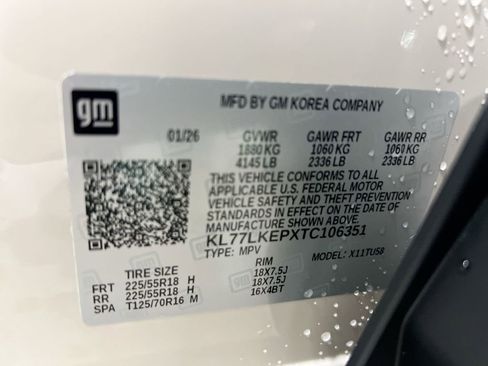 gm
MFD BY GM KOREA COMPANY
01/26 GVWR GAWR FRT GAWR RR
1880 KG 1060 KG 1060 KG
4145 LB 2336 LB 2336 LB
THIS VEHICLE CONFORMS TO ALL
APPLICABLE U.S. FEDERAL MOTOR
VEHICLE SAFETY AND THEFT PREVENTION
STANDARDS IN EFFECT ON THE DATE OF
MANUFACTURE SHOWN ABOVE.
KL77LKEPXTC106351
TYPE: MPV MODEL: X11TU58
TIRE SIZE RIM
FRT 225/55R18 H 18X7.5J
RR 225/55R18 H 18X7.5J
SPA T125/70R16 M 16X4BT